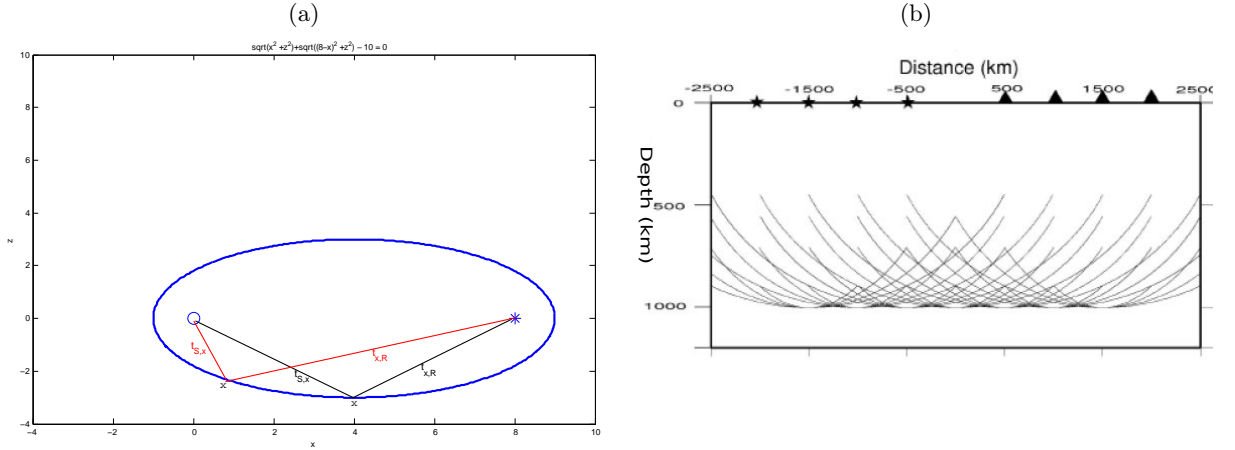 (a)
sqrt(x² +z²)+sqrt((8−x)² +z²) − 10 = 0
10
8
6
4
2
0
−2
−4
z
t_S,x
t_x,R
t_S,x
t_x,R
x
x
−4 −2 0 2 4 6 8 10
x
(b)
Distance (km)
-2500 -1500 -500 500 1500 2500
0
500
1000
Depth (km)